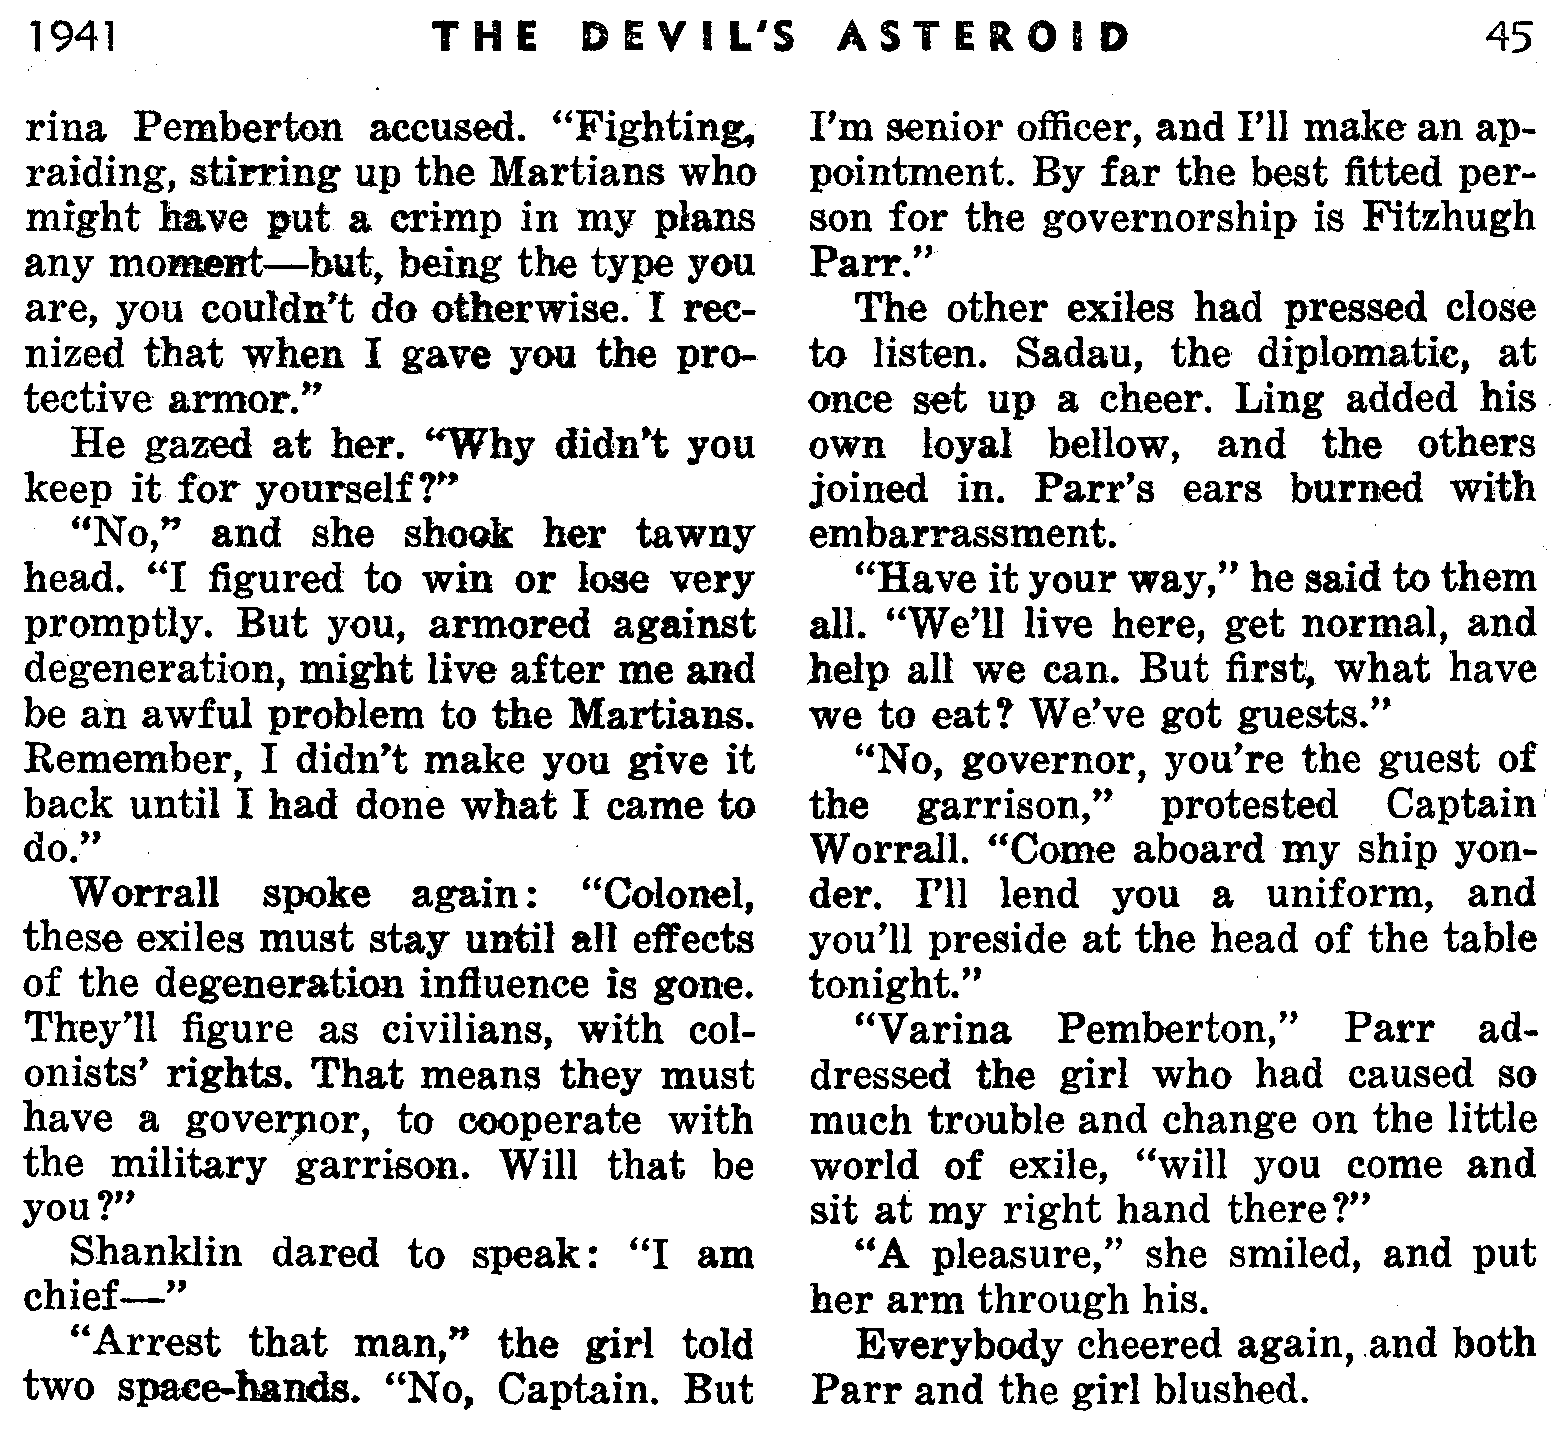 1941 THE DEVIL'S ASTEROID 45
rina Pemberton accused. “Fighting,
raiding, stirring up the Martians who
might have put a crimp in my plans
any moment—but, being the type you
are, you couldn't do otherwise. I rec-
nized that when I gave you the pro-
tective armor.”
He gazed at her. “Why didn't you
keep it for yourself?”
“No,” and she shook her tawny
head. “I figured to win or lose very
promptly. But you, armored against
degeneration, might live after me and
be an awful problem to the Martians.
Remember, I didn't make you give it
back until I had done what I came to
do.”
Worrall spoke again: “Colonel,
these exiles must stay until all effects
of the degeneration influence is gone.
They'll figure as civilians, with col-
onists' rights. That means they must
have a governor, to cooperate with
the military garrison. Will that be
you?”
Shanklin dared to speak: “I am
chief—”
“Arrest that man,” the girl told
two space-hands. “No, Captain. But
I'm senior officer, and I'll make an ap-
pointment. By far the best fitted per-
son for the governorship is Fitzhugh
Parr.”
The other exiles had pressed close
to listen. Sadau, the diplomatic, at
once set up a cheer. Ling added his
own loyal bellow, and the others
joined in. Parr's ears burned with
embarrassment.
“Have it your way,” he said to them
all. “We'll live here, get normal, and
help all we can. But first, what have
we to eat? We've got guests.”
“No, governor, you're the guest of
the garrison,” protested Captain
Worrall. “Come aboard my ship yon-
der. I'll lend you a uniform, and
you'll preside at the head of the table
tonight.”
“Varina Pemberton,” Parr ad-
dressed the girl who had caused so
much trouble and change on the little
world of exile, “will you come and
sit at my right hand there?”
“A pleasure,” she smiled, and put
her arm through his.
Everybody cheered again, and both
Parr and the girl blushed.